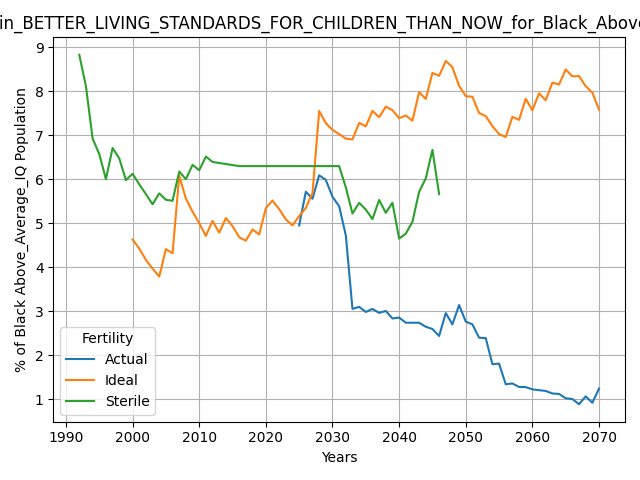 in_BETTER_LIVING_STANDARDS_FOR_CHILDREN_THAN_NOW_for_Black_Above
% of Black Above_Average_IQ Population
9
8
7
6
5
4
3
2
1
Fertility
Actual
Ideal
Sterile
1990 2000 2010 2020 2030 2040 2050 2060 2070
Years